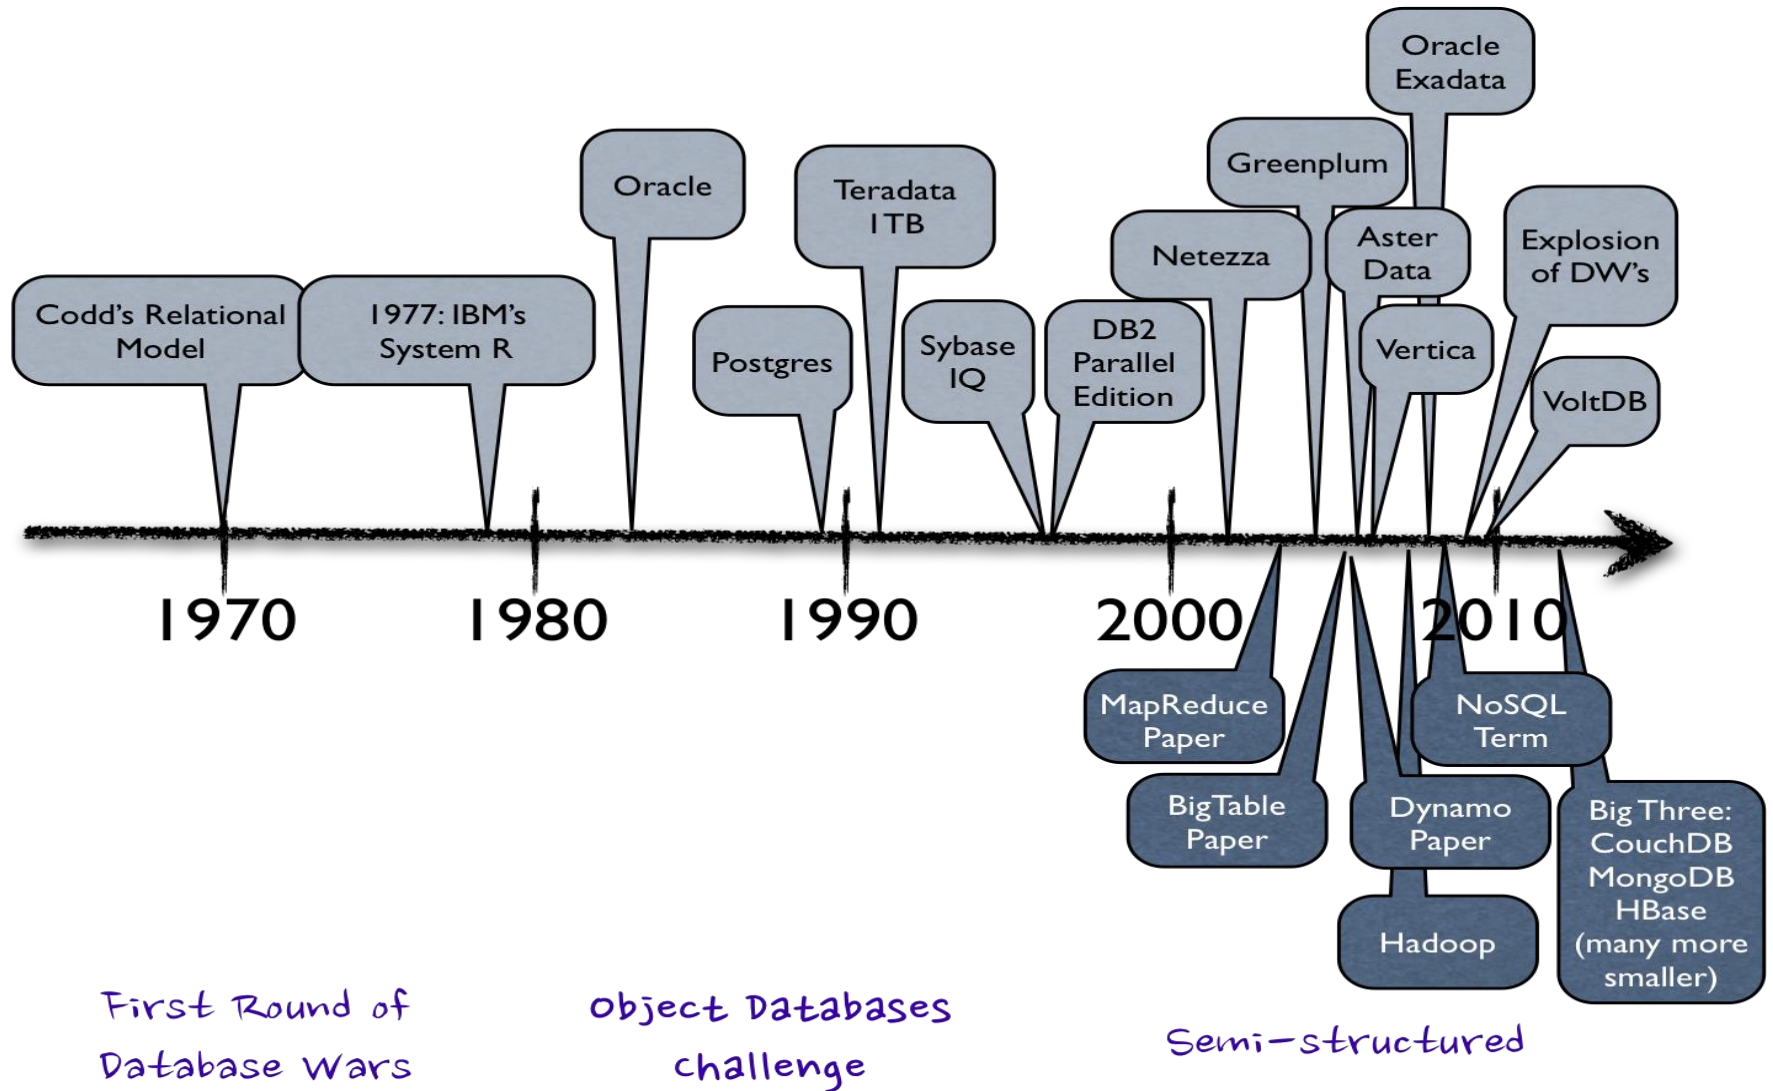 Oracle
Exadata
Greenplum
Oracle
Teradata
1TB
Netezza
Aster
Data
Explosion
of DW's
Codd's Relational
Model
1977: IBM's
System R
Postgres
Sybase
IQ
DB2
Parallel
Edition
Vertica
VoltDB
1970
1980
1990
2000
2010
MapReduce
Paper
NoSQL
Term
BigTable
Paper
Dynamo
Paper
Big Three:
CouchDB
MongoDB
HBase
(many more
smaller)
Hadoop
First Round of
Database Wars
Object Databases
challenge
Semi-structured